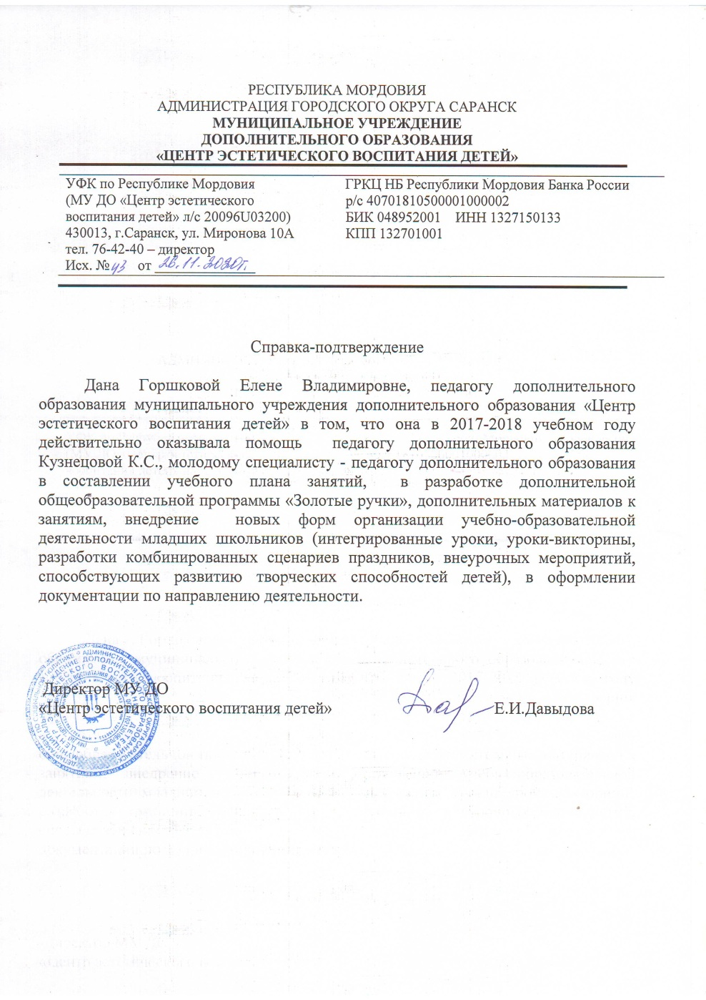 РЕСПУБЛИКА МОРДОВИЯ
АДМИНИСТРАЦИЯ ГОРОДСКОГО ОКРУГА САРАНСК
МУНИЦИПАЛЬНОЕ УЧРЕЖДЕНИЕ
ДОПОЛНИТЕЛЬНОГО ОБРАЗОВАНИЯ
«ЦЕНТР ЭСТЕТИЧЕСКОГО ВОСПИТАНИЯ ДЕТЕЙ»
УФК по Республике Мордовия
(МУ ДО «Центр эстетического
воспитания детей» л/с 20096U03200)
430013, г.Саранск, ул. Миронова 10А
тел. 76-42-40 – директор
Исх. № от 26.11.2020г.
ГРКЦ НБ Республики Мордовия Банка России
р/с 40701810500001000002
БИК 048952001 ИНН 1327150133
КПП 132701001
Справка-подтверждение
Дана Горшковой Елене Владимировне, педагогу дополнительного
образования муниципального учреждения дополнительного образования «Центр
эстетического воспитания детей» в том, что она в 2017-2018 учебном году
действительно оказывала помощь педагогу дополнительного образования
Кузнецовой К.С., молодому специалисту - педагогу дополнительного образования
в составлении учебного плана занятий, в разработке дополнительной
общеобразовательной программы «Золотые ручки», дополнительных материалов к
занятиям, внедрение новых форм организации учебно-образовательной
деятельности младших школьников (интегрированные уроки, уроки-викторины,
разработки комбинированных сценариев праздников, внеурочных мероприятий,
способствующих развитию творческих способностей детей), в оформлении
документации по направлению деятельности.
Директор МУ ДО
«Центр эстетического воспитания детей»
Е.И.Давыдова